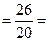 = 26/20 =